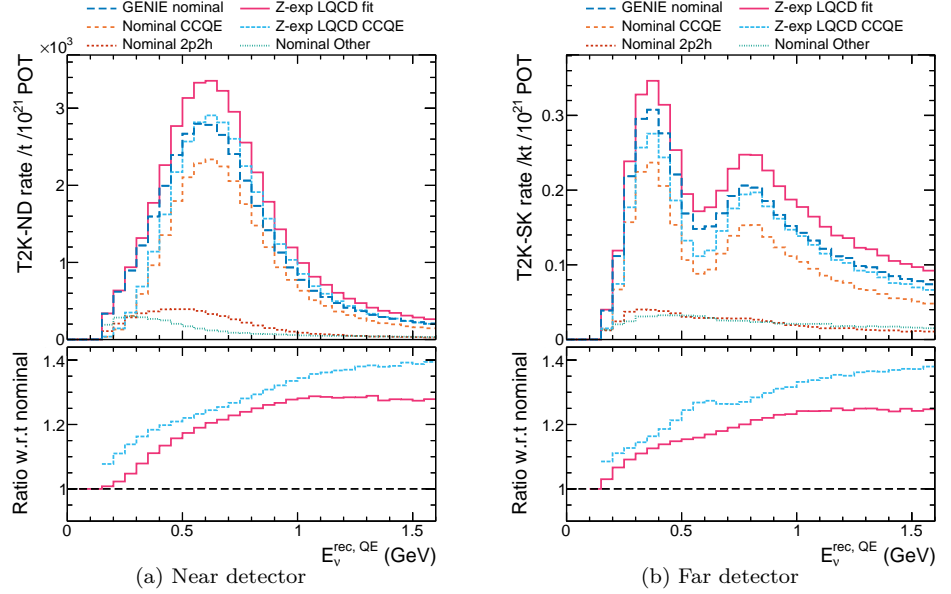 GENIE nominal
Z-exp LQCD fit
Nominal CCQE
Z-exp LQCD CCQE
Nominal 2p2h
Nominal Other
×10³
T2K-ND rate /t /10²¹ POT
3
2
1
0
Ratio w.r.t nominal
1.4
1.2
1
0
0.5
1
1.5
E_ν^rec, QE (GeV)
(a) Near detector
GENIE nominal
Z-exp LQCD fit
Nominal CCQE
Z-exp LQCD CCQE
Nominal 2p2h
Nominal Other
T2K-SK rate /kt /10²¹ POT
0.3
0.2
0.1
0
Ratio w.r.t nominal
1.4
1.2
1
0
0.5
1
1.5
E_ν^rec, QE (GeV)
(b) Far detector